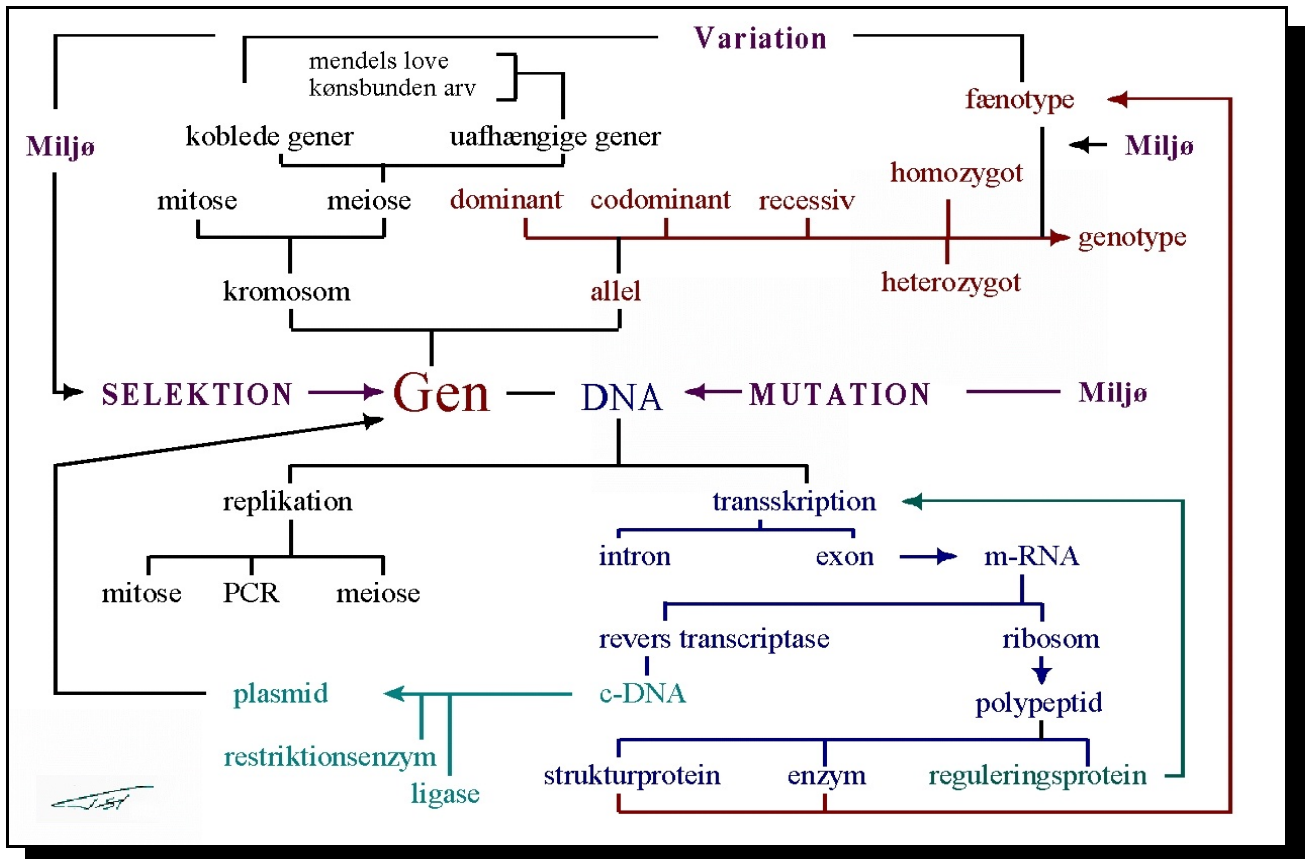 Variation
mendels love
kønsbunden arv
fænotype
koblede gener uafhængige gener
Miljø
Miljø
homozygot
mitose meiose dominant codominant recessiv
genotype
heterozygot
kromosom allel
SELEKTION Gen DNA MUTATION Miljø
replikation transskription
intron exon m-RNA
mitose PCR meiose
revers transcriptase ribosom
plasmid c-DNA
polypeptid
restriktionsenzym
strukturprotein enzym reguleringsprotein
ligase